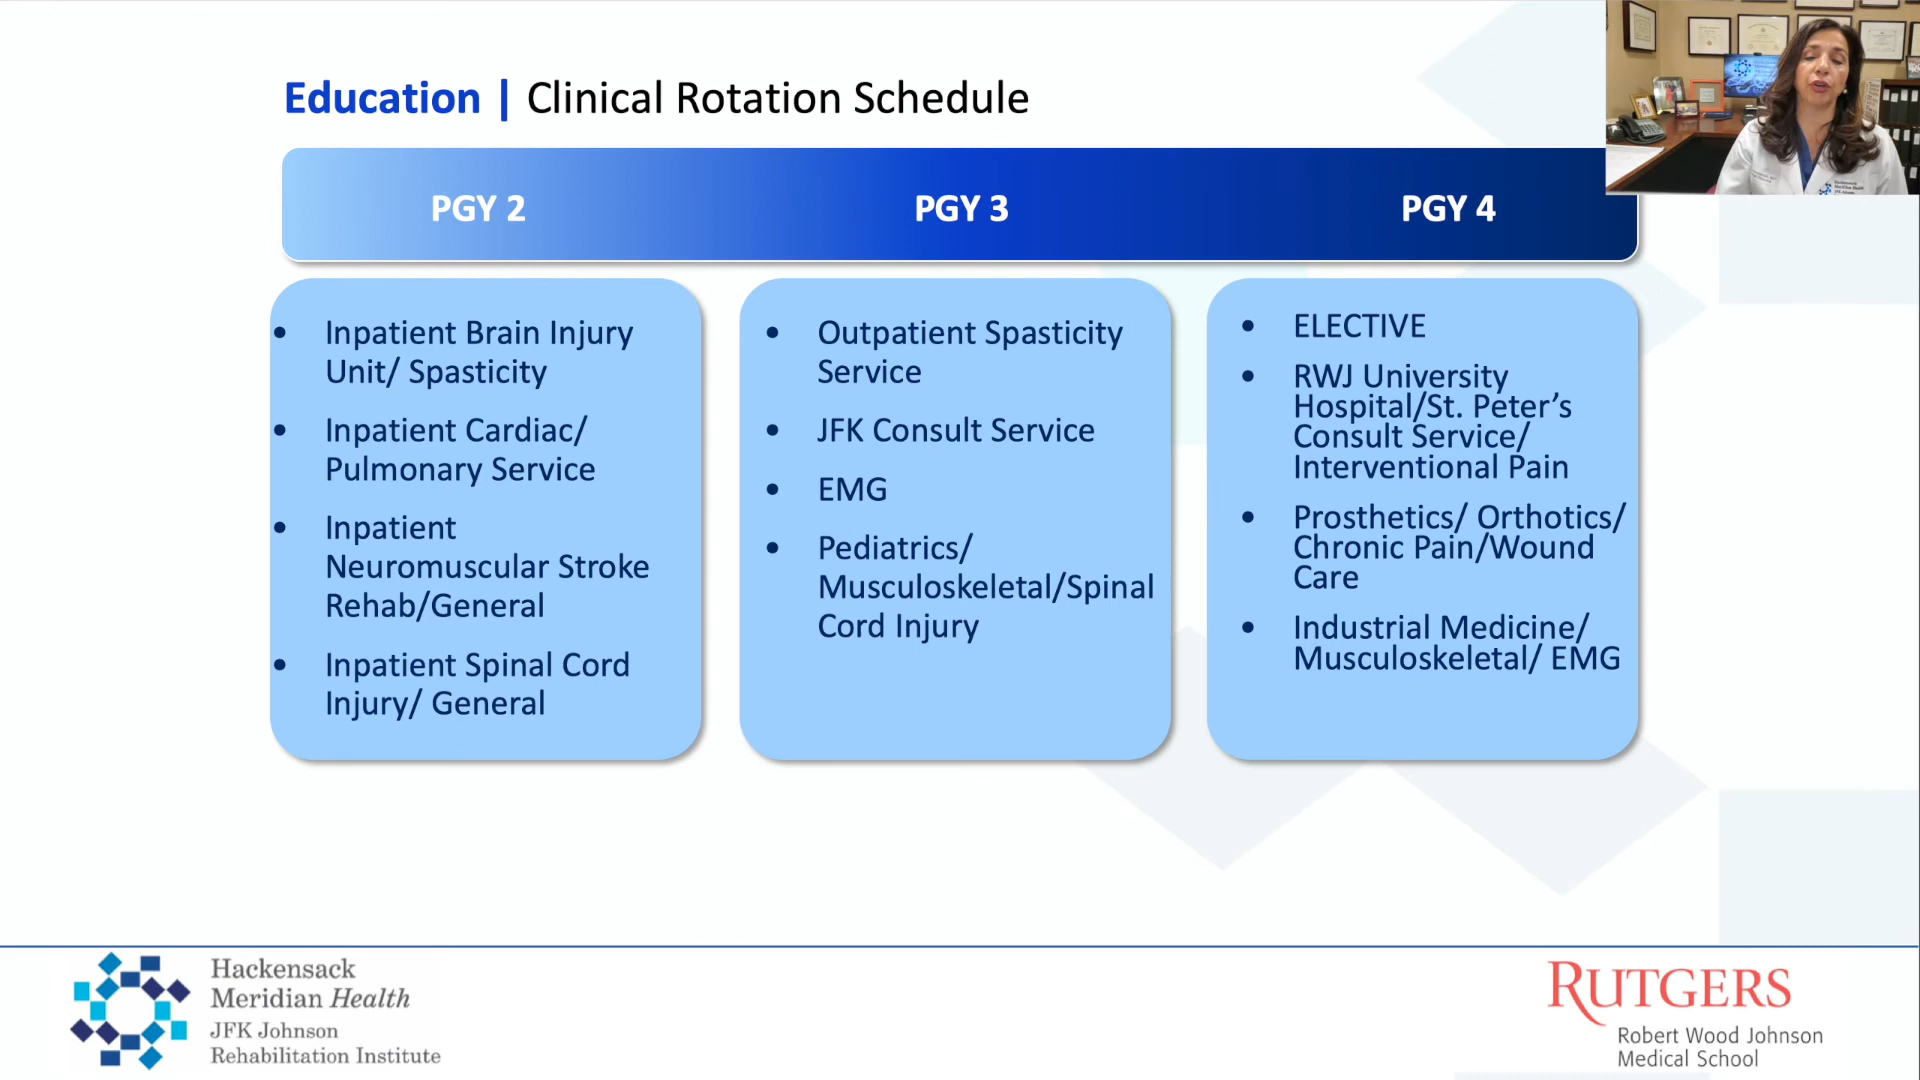 Education | Clinical Rotation Schedule
PGY 2
PGY 3
PGY 4
• Inpatient Brain Injury
Unit/ Spasticity
• Inpatient Cardiac/
Pulmonary Service
• Inpatient
Neuromuscular Stroke
Rehab/General
• Inpatient Spinal Cord
Injury/ General
• Outpatient Spasticity
Service
• JFK Consult Service
• EMG
• Pediatrics/
Musculoskeletal/Spinal
Cord Injury
• ELECTIVE
• RWJ University
Hospital/St. Peter’s
Consult Service/
Interventional Pain
• Prosthetics/ Orthotics/
Chronic Pain/Wound
Care
• Industrial Medicine/
Musculoskeletal/ EMG
Hackensack
Meridian Health
JFK Johnson
Rehabilitation Institute
RUTGERS
Robert Wood Johnson
Medical School